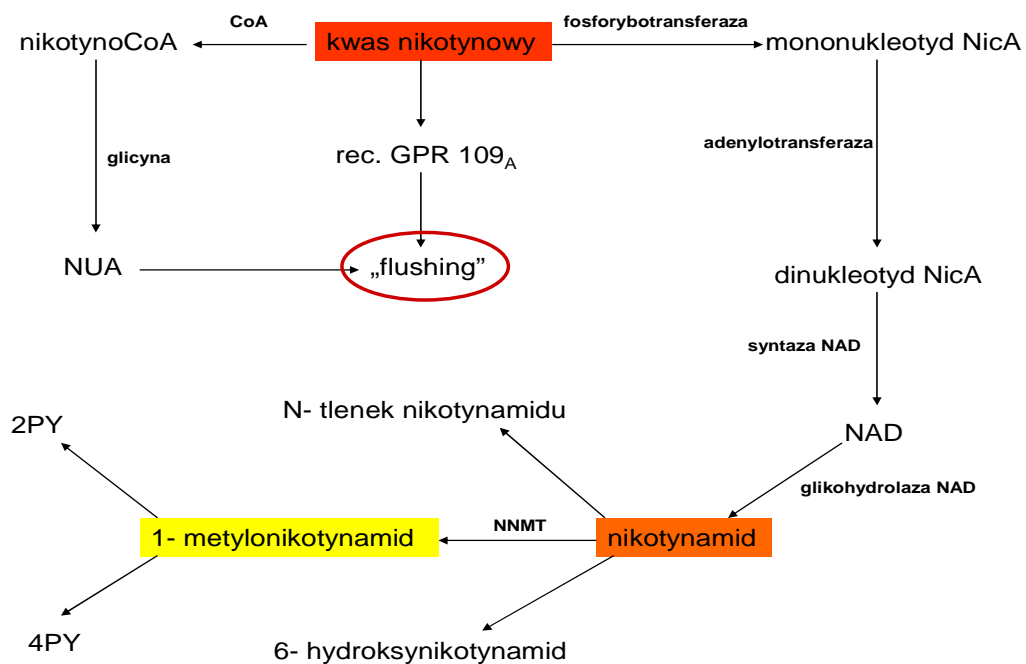 CoA
fosforybotransferaza
nikotynoCoA
kwas nikotynowy
mononukleotyd NicA
glicyna
rec. GPR 109A
adenylotransferaza
NUA
„flushing”
dinukleotyd NicA
syntaza NAD
N- tlenek nikotynamidu
2PY
NAD
glikohydrolaza NAD
1- metylonikotynamid
NNMT
nikotynamid
4PY
6- hydroksynikotynamid